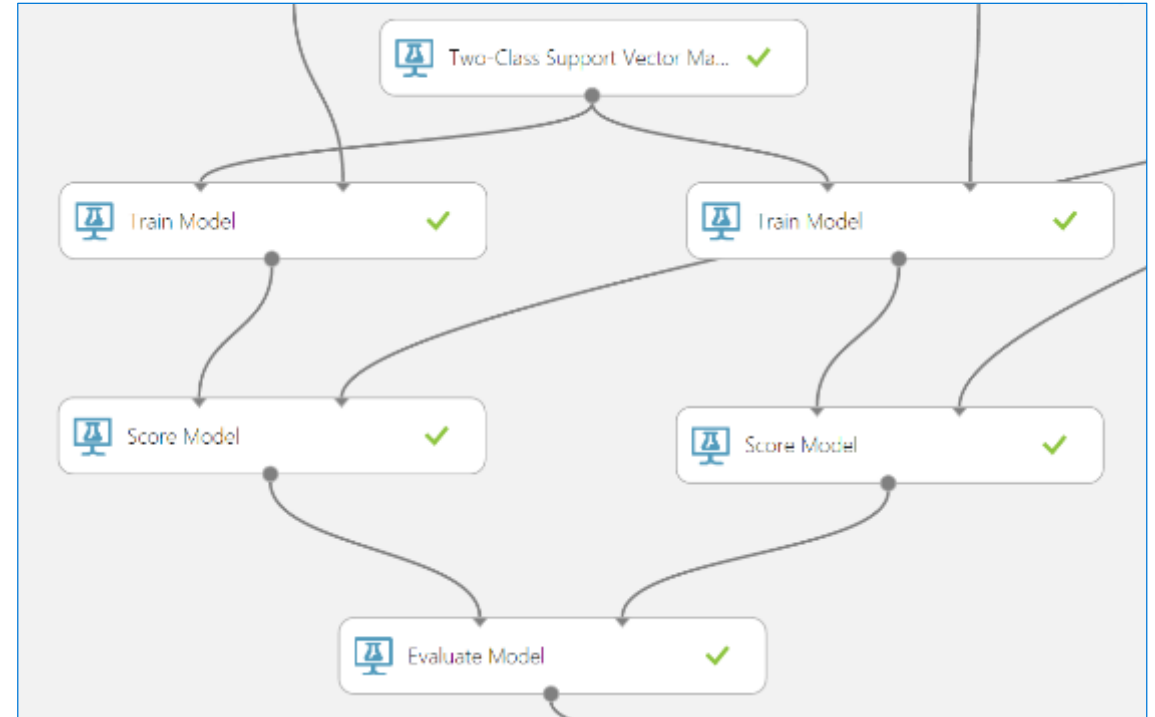 Two-Class Support Vector Ma...
Train Model
Train Model
Score Model
Score Model
Evaluate Model